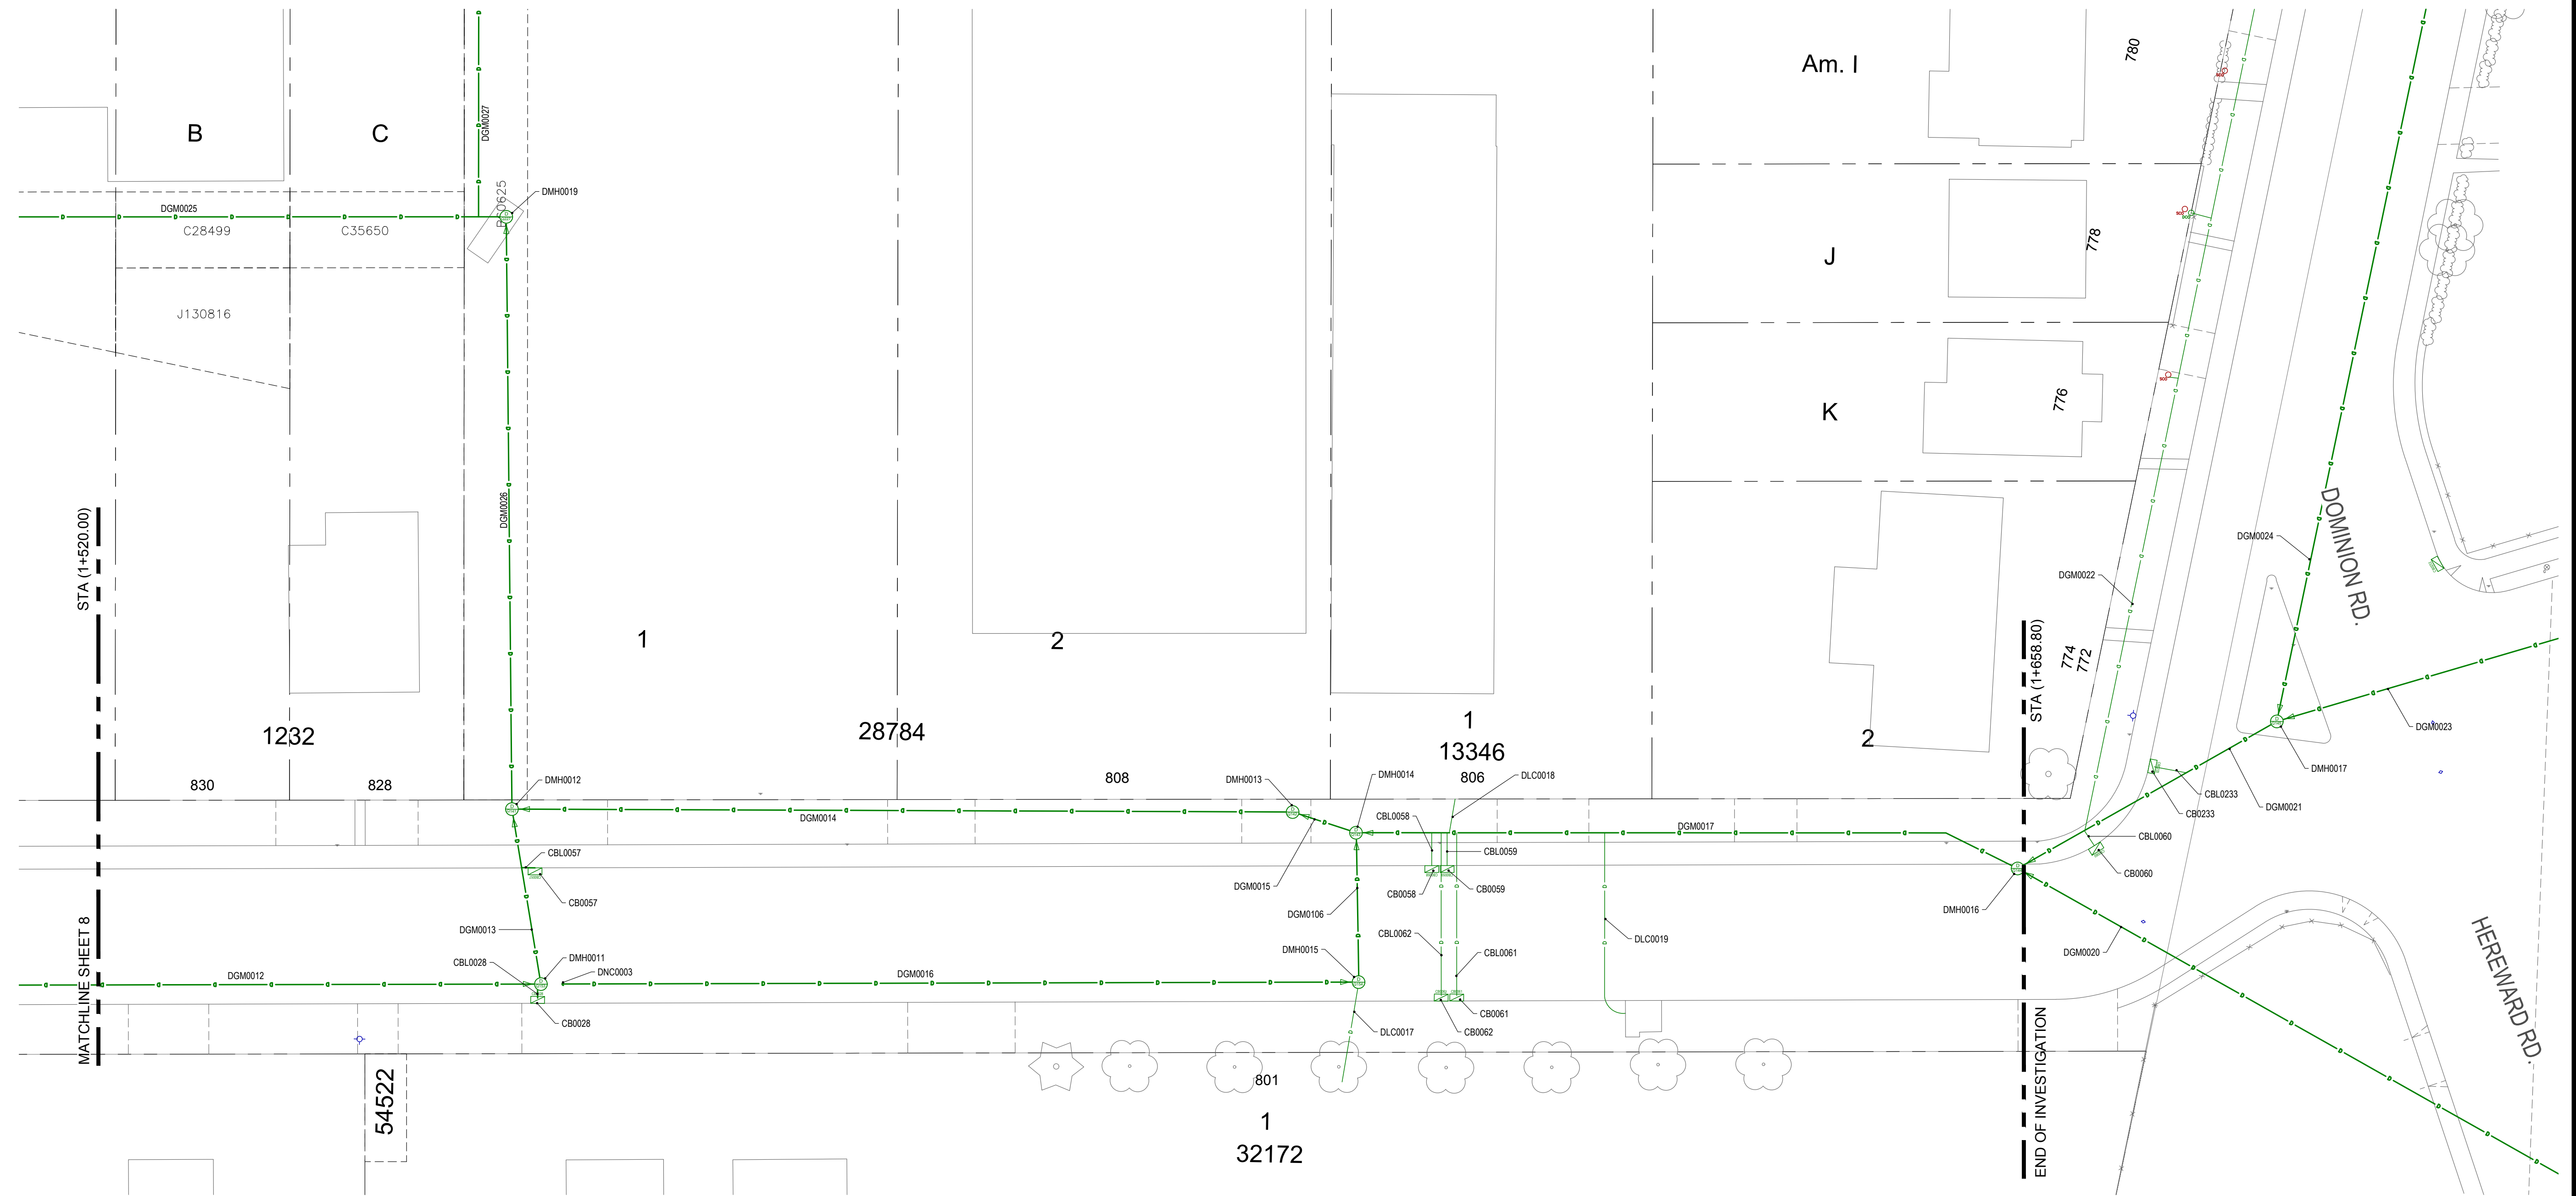 B
C
DGM0027
B60625
DMH0019
DGM0025
C28499
C35650
J130816
DGM0026
STA (1+520.00)
MATCHLINE SHEET 8
1
2
1232
28784
830
828
808
Am. I
780
J
778
K
776
774
772
1
13346
806
2
DOMINION RD.
HEREWARD RD.
STA (1+658.80)
END OF INVESTIGATION
DGM0024
DGM0022
DGM0023
DMH0017
CBL0233
CB0233
DGM0021
CBL0060
CB0060
DMH0016
DGM0020
DMH0012
DMH0013
DMH0014
DLC0018
CBL0058
DGM0014
DGM0017
CBL0057
CBL0059
DGM0015
CB0058
CB0059
CB0057
DGM0106
DGM0013
CBL0062
DLC0019
CBL0028
DMH0011
DNC0003
DMH0015
CBL0061
DGM0012
DGM0016
CB0028
CB0061
CB0062
DLC0017
801
54522
1
32172